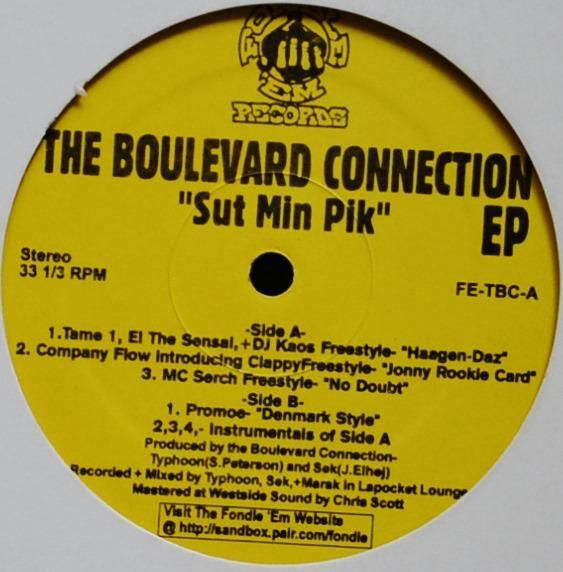 FONDLE
'EM
RECORDS
THE BOULEVARD CONNECTION
"Sut Min Pik" EP
Stereo
33 1/3 RPM
FE-TBC-A
-Side A-
1.Tame 1, El The Sensai,+DJ Kaos Freestyle- "Haagen-Daz"
2. Company Flow Introducing ClappyFreestyle- "Jonny Rookie Card"
3. MC Serch Freestyle- "No Doubt"
-Side B-
1. Promoe- "Denmark Style"
2,3,4,- Instrumentals of Side A
Produced by the Boulevard Connection-
Typhoon(S.Peterson) and Sek(J.Elhej)
Recorded + Mixed by Typhoon, Sek,+Marsk in Lapocket Lounge
Mastered at Westside Sound by Chris Scott
Visit The Fondle 'Em Website
@ http://sandbox.pair.com/fondle